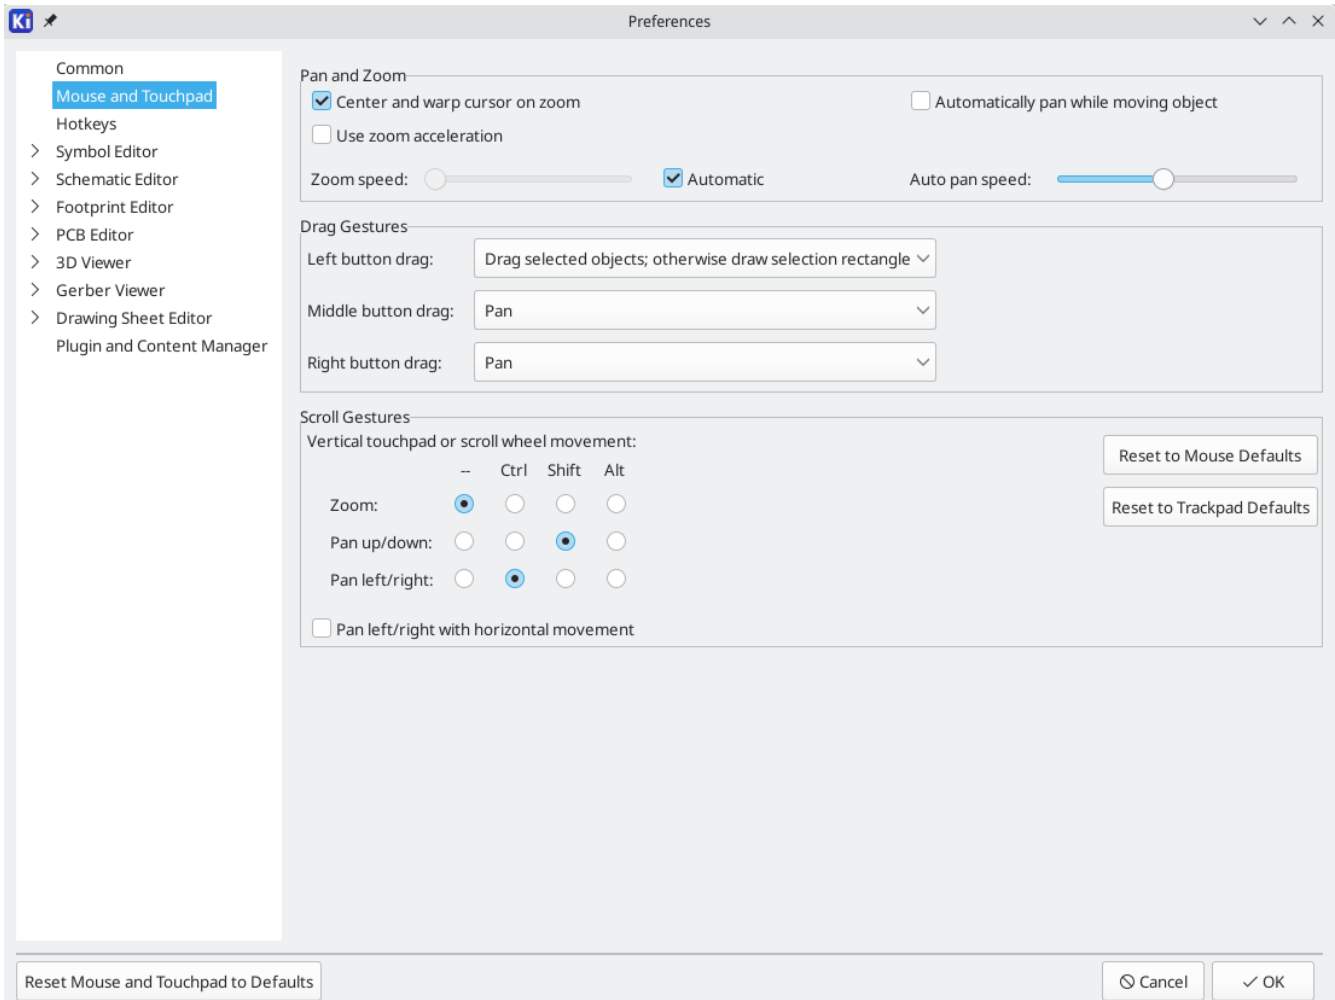 Ki
Preferences
Common
Mouse and Touchpad
Hotkeys
Symbol Editor
Schematic Editor
Footprint Editor
PCB Editor
3D Viewer
Gerber Viewer
Drawing Sheet Editor
Plugin and Content Manager
Pan and Zoom
Center and warp cursor on zoom
Automatically pan while moving object
Use zoom acceleration
Zoom speed:
Automatic
Auto pan speed:
Drag Gestures
Left button drag: Drag selected objects; otherwise draw selection rectangle
Middle button drag: Pan
Right button drag: Pan
Scroll Gestures
Vertical touchpad or scroll wheel movement:
-- Ctrl Shift Alt
Zoom:
Pan up/down:
Pan left/right:
Pan left/right with horizontal movement
Reset to Mouse Defaults
Reset to Trackpad Defaults
Reset Mouse and Touchpad to Defaults
Cancel
OK